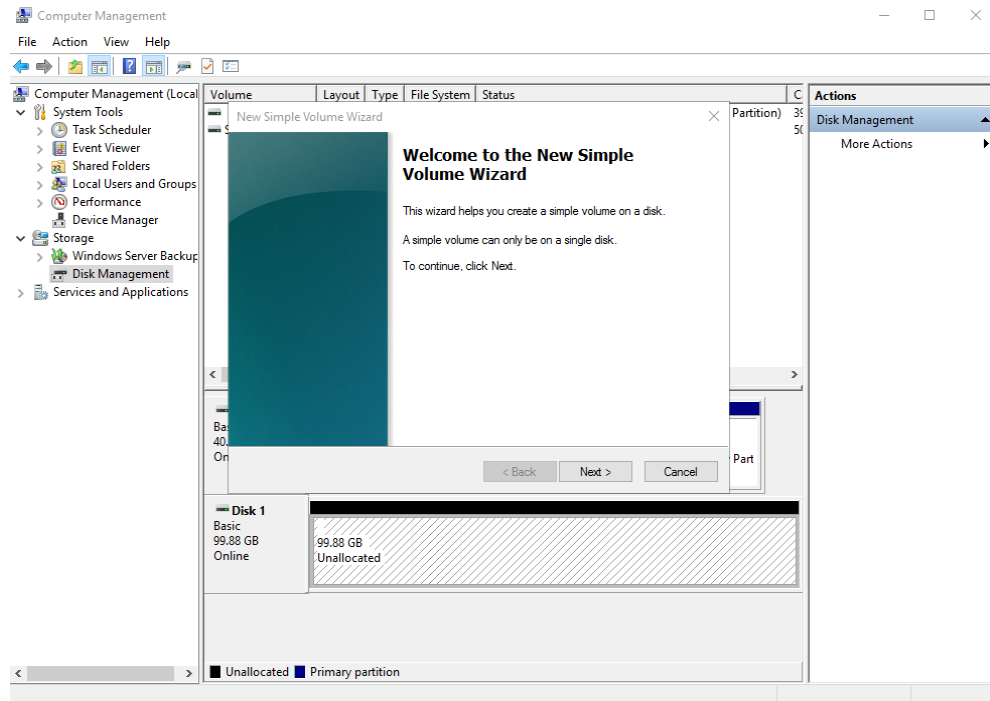 Computer Management
File Action View Help
Computer Management (Local
System Tools
Task Scheduler
Event Viewer
Shared Folders
Local Users and Groups
Performance
Device Manager
Storage
Windows Server Backup
Disk Management
Services and Applications
Volume Layout Type File System Status C
Partition) 39
S 50
New Simple Volume Wizard
Welcome to the New Simple
Volume Wizard
This wizard helps you create a simple volume on a disk.
A simple volume can only be on a single disk.
To continue, click Next.
< Back Next > Cancel
Bas
40.
On
Part
Disk 1
Basic
99.88 GB
Online
99.88 GB
Unallocated
Unallocated Primary partition
Actions
Disk Management
More Actions